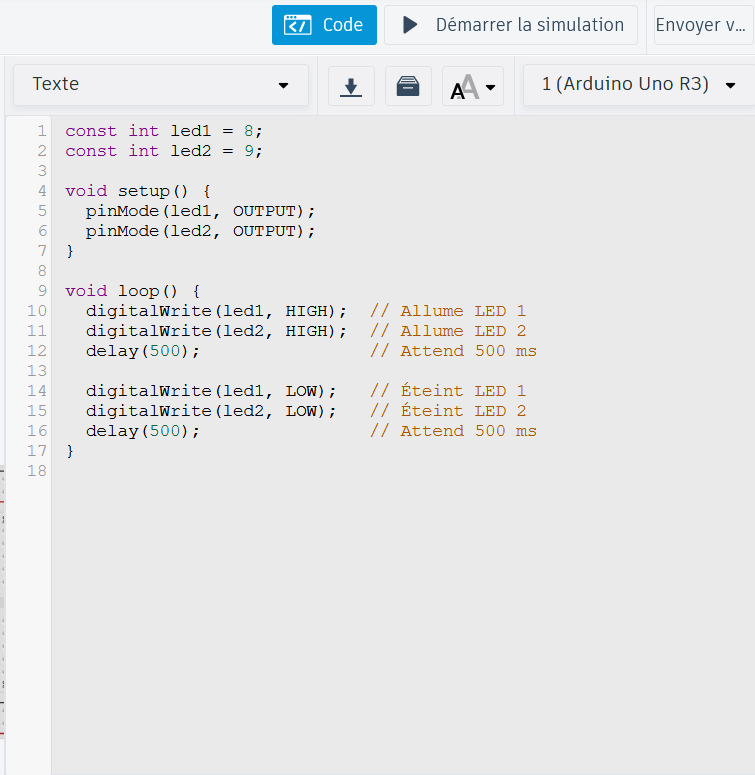 Code
Démarrer la simulation
Envoyer v...
Texte
AA
1 (Arduino Uno R3)
1 const int led1 = 8;
2 const int led2 = 9;
3
4 void setup() {
5   pinMode(led1, OUTPUT);
6   pinMode(led2, OUTPUT);
7 }
8
9 void loop() {
10   digitalWrite(led1, HIGH);  // Allume LED 1
11   digitalWrite(led2, HIGH);  // Allume LED 2
12   delay(500);                // Attend 500 ms
13
14   digitalWrite(led1, LOW);   // Éteint LED 1
15   digitalWrite(led2, LOW);   // Éteint LED 2
16   delay(500);                // Attend 500 ms
17 }
18